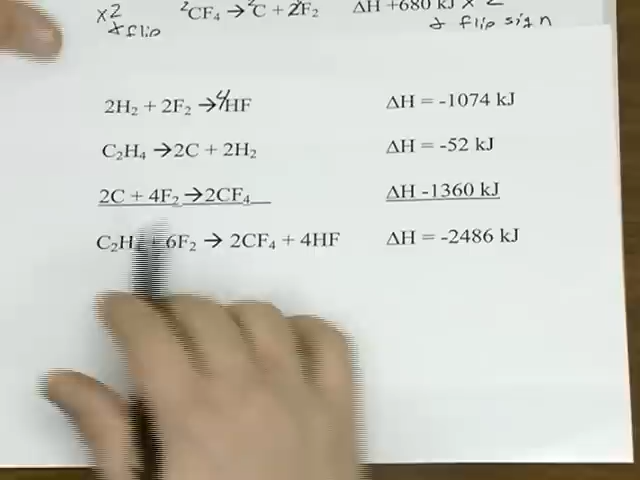 x2 ²CF₄ → ²C + 2F₂ ΔH +680 kJ x 2
& flip & flip sign
2H₂ + 2F₂ → 4HF ΔH = -1074 kJ
C₂H₄ → 2C + 2H₂ ΔH = -52 kJ
2C + 4F₂ → 2CF₄ ΔH -1360 kJ
C₂H₄ + 6F₂ → 2CF₄ + 4HF ΔH = -2486 kJ